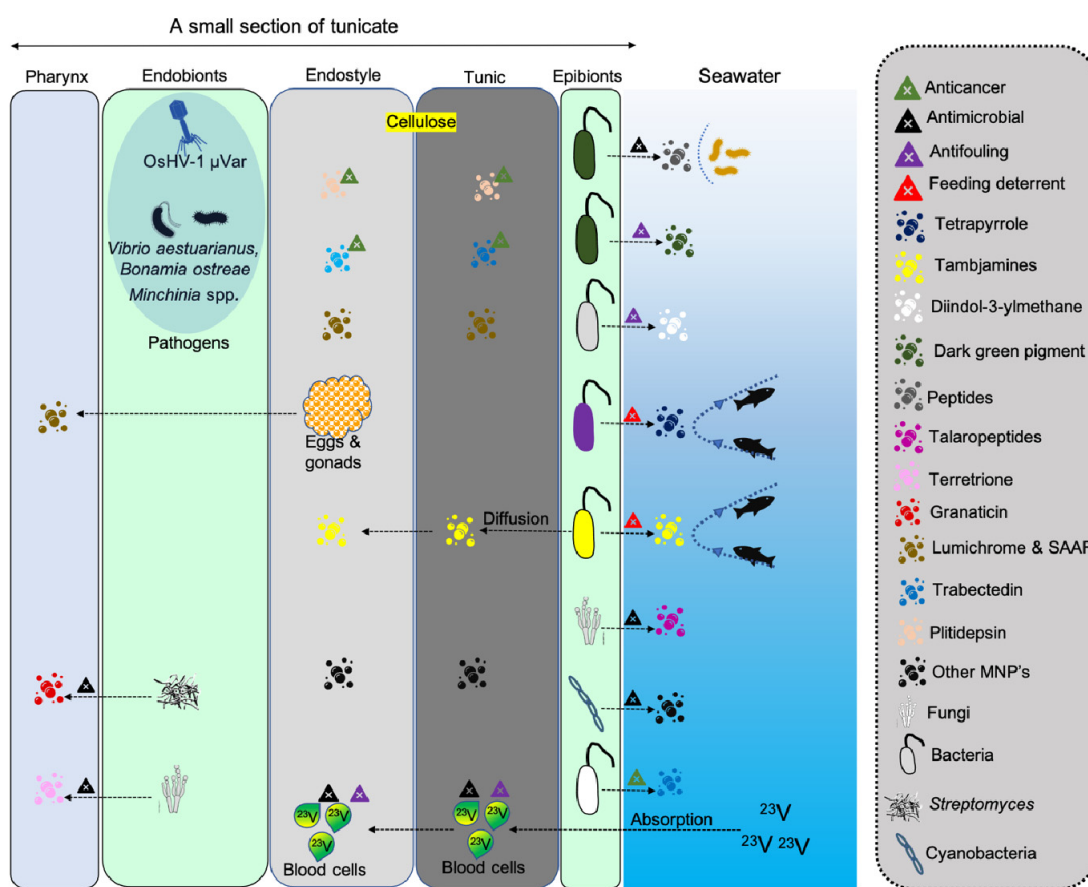 A small section of tunicate
Pharynx
Endobionts
Endostyle
Tunic
Epibionts
Seawater
Cellulose
OsHV-1 μVar
Vibrio aestuarianus,
Bonamia ostreae
Minchinia spp.
Pathogens
Eggs &
gonads
Diffusion
Absorption
23V
23V
23V
Blood cells
23V
23V
23V
Blood cells
23V
23V 23V
Anticancer
Antimicrobial
Antifouling
Feeding deterrent
Tetrapyrrole
Tambjamines
Diindol-3-ylmethane
Dark green pigment
Peptides
Talaropeptides
Terretrione
Granaticin
Lumichrome & SAAF
Trabectedin
Plitidepsin
Other MNP's
Fungi
Bacteria
Streptomyces
Cyanobacteria